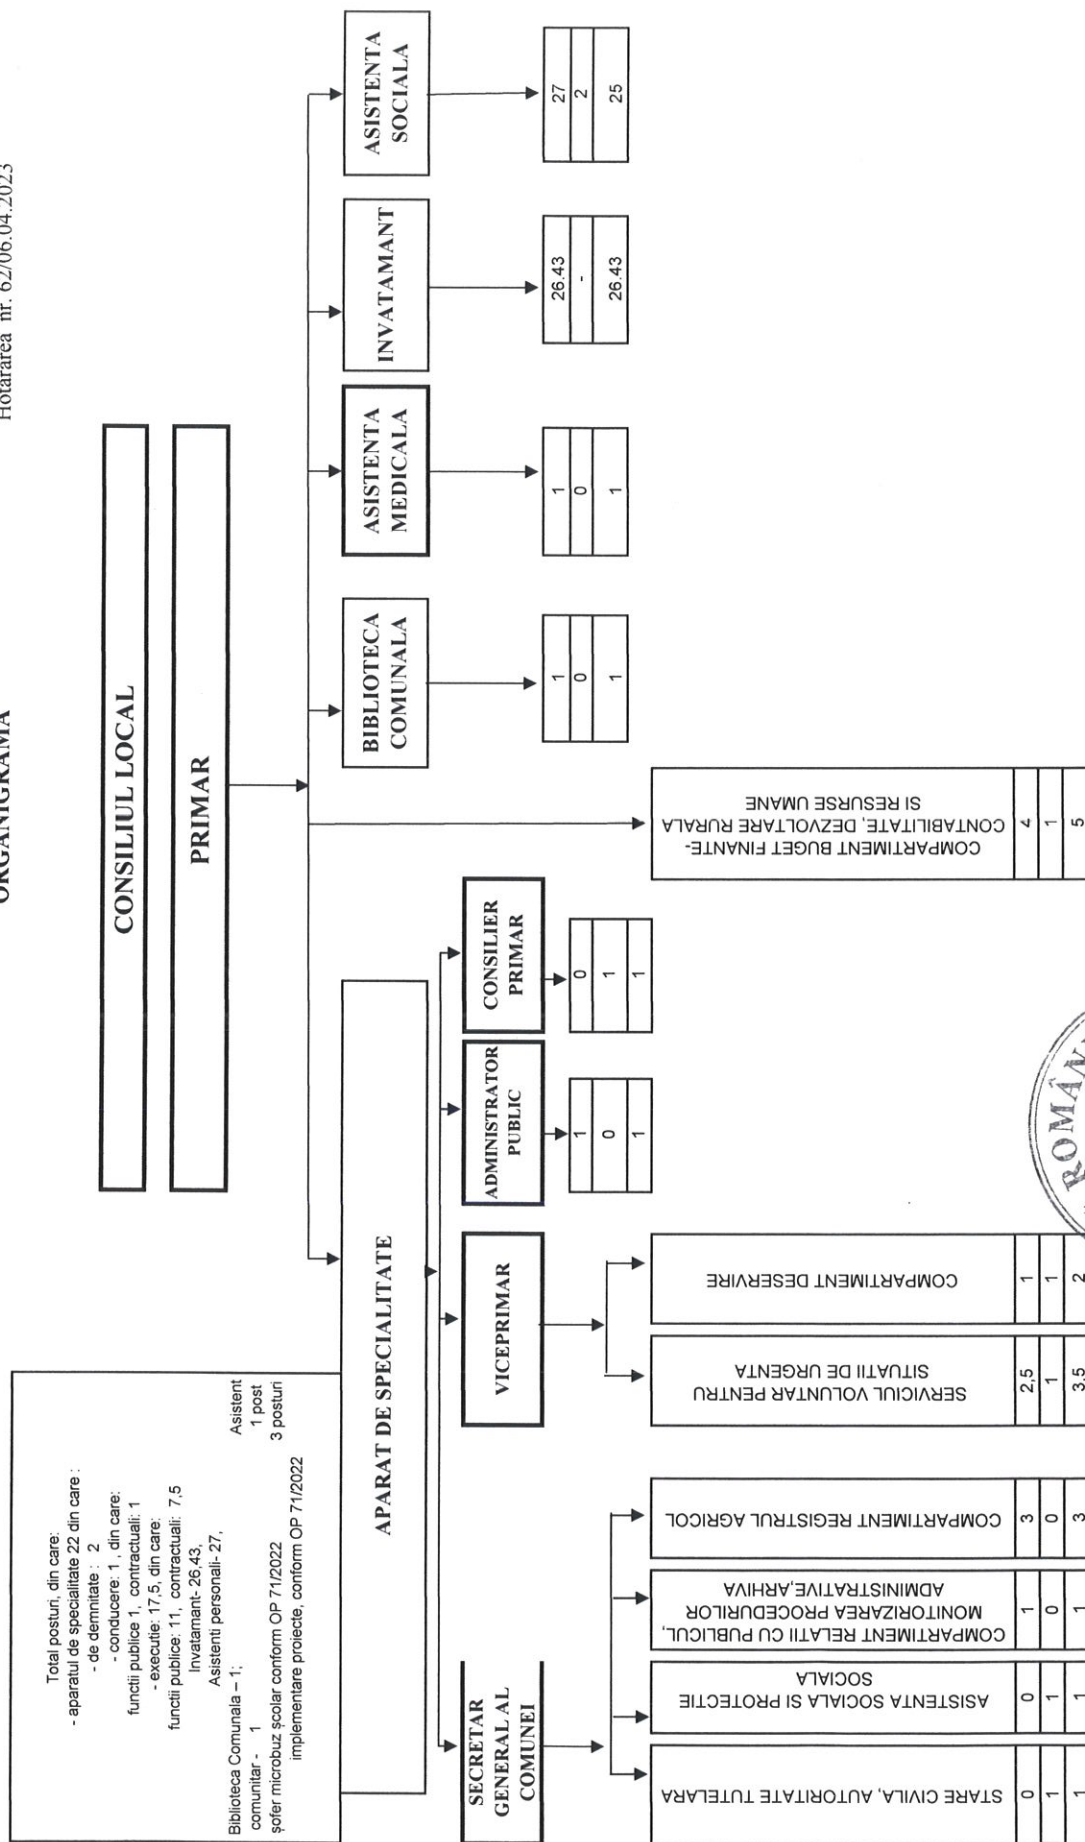 Hotararea nr. 62/06.04.2023
ORGANIGRAMA
CONSILIUL LOCAL
PRIMAR
Total posturi, din care:
- aparatul de specialitate 22 din care :
- de demnitate : 2
- conducere: 1 , din care:
functii publice 1, contractuali: 1
- executie: 17,5, din care:
functii publice: 11, contractuali: 7,5
Invatamant- 26,43,
Asistenti personali- 27,
Biblioteca Comunala – 1; Asistent
comunitar - 1 1 post
șofer microbuz școlar conform OP 71/2022 3 posturi
implementare proiecte, conform OP 71/2022
APARAT DE SPECIALITATE
BIBLIOTECA
COMUNALA
1
0
1
ASISTENTA
MEDICALA
1
0
1
INVATAMANT
26.43
-
26.43
ASISTENTA
SOCIALA
27
2
25
SECRETAR
GENERAL AL
COMUNEI
VICEPRIMAR
ADMINISTRATOR
PUBLIC
1
0
1
CONSILIER
PRIMAR
0
1
1
STARE CIVILA, AUTORITATE TUTELARA
0
1
1
ASISTENTA SOCIALA SI PROTECTIE
SOCIALA
0
1
1
COMPARTIMENT RELATII CU PUBLICUL,
MONITORIZAREA PROCEDURILOR
ADMINISTRATIVE,ARHIVA
1
0
1
COMPARTIMENT REGISTRUL AGRICOL
3
0
3
SERVICIUL VOLUNTAR PENTRU
SITUATII DE URGENTA
2,5
1
3,5
COMPARTIMENT DESERVIRE
1
1
2
COMPARTIMENT BUGET FINANTE-
CONTABILITATE, DEZVOLTARE RURALA
SI RESURSE UMANE
4
1
5
ROMÂN